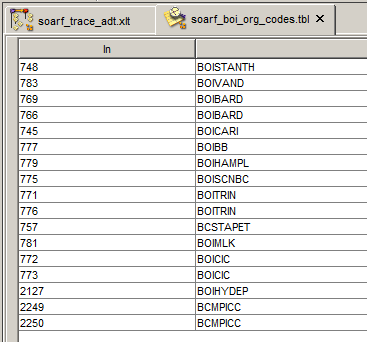 soarf_trace_adt.xlt soarf_boi_org_codes.tbl
In
748 BOISTANTH
783 BOIVAND
769 BOIBARD
766 BOIBARD
745 BOICARI
777 BOIBB
779 BOIHAMPL
775 BOISCNBC
771 BOITRIN
776 BOITRIN
757 BCSTAPET
781 BOIMLK
772 BOICIC
773 BOICIC
2127 BOIHYDEP
2249 BCMPICC
2250 BCMPICC